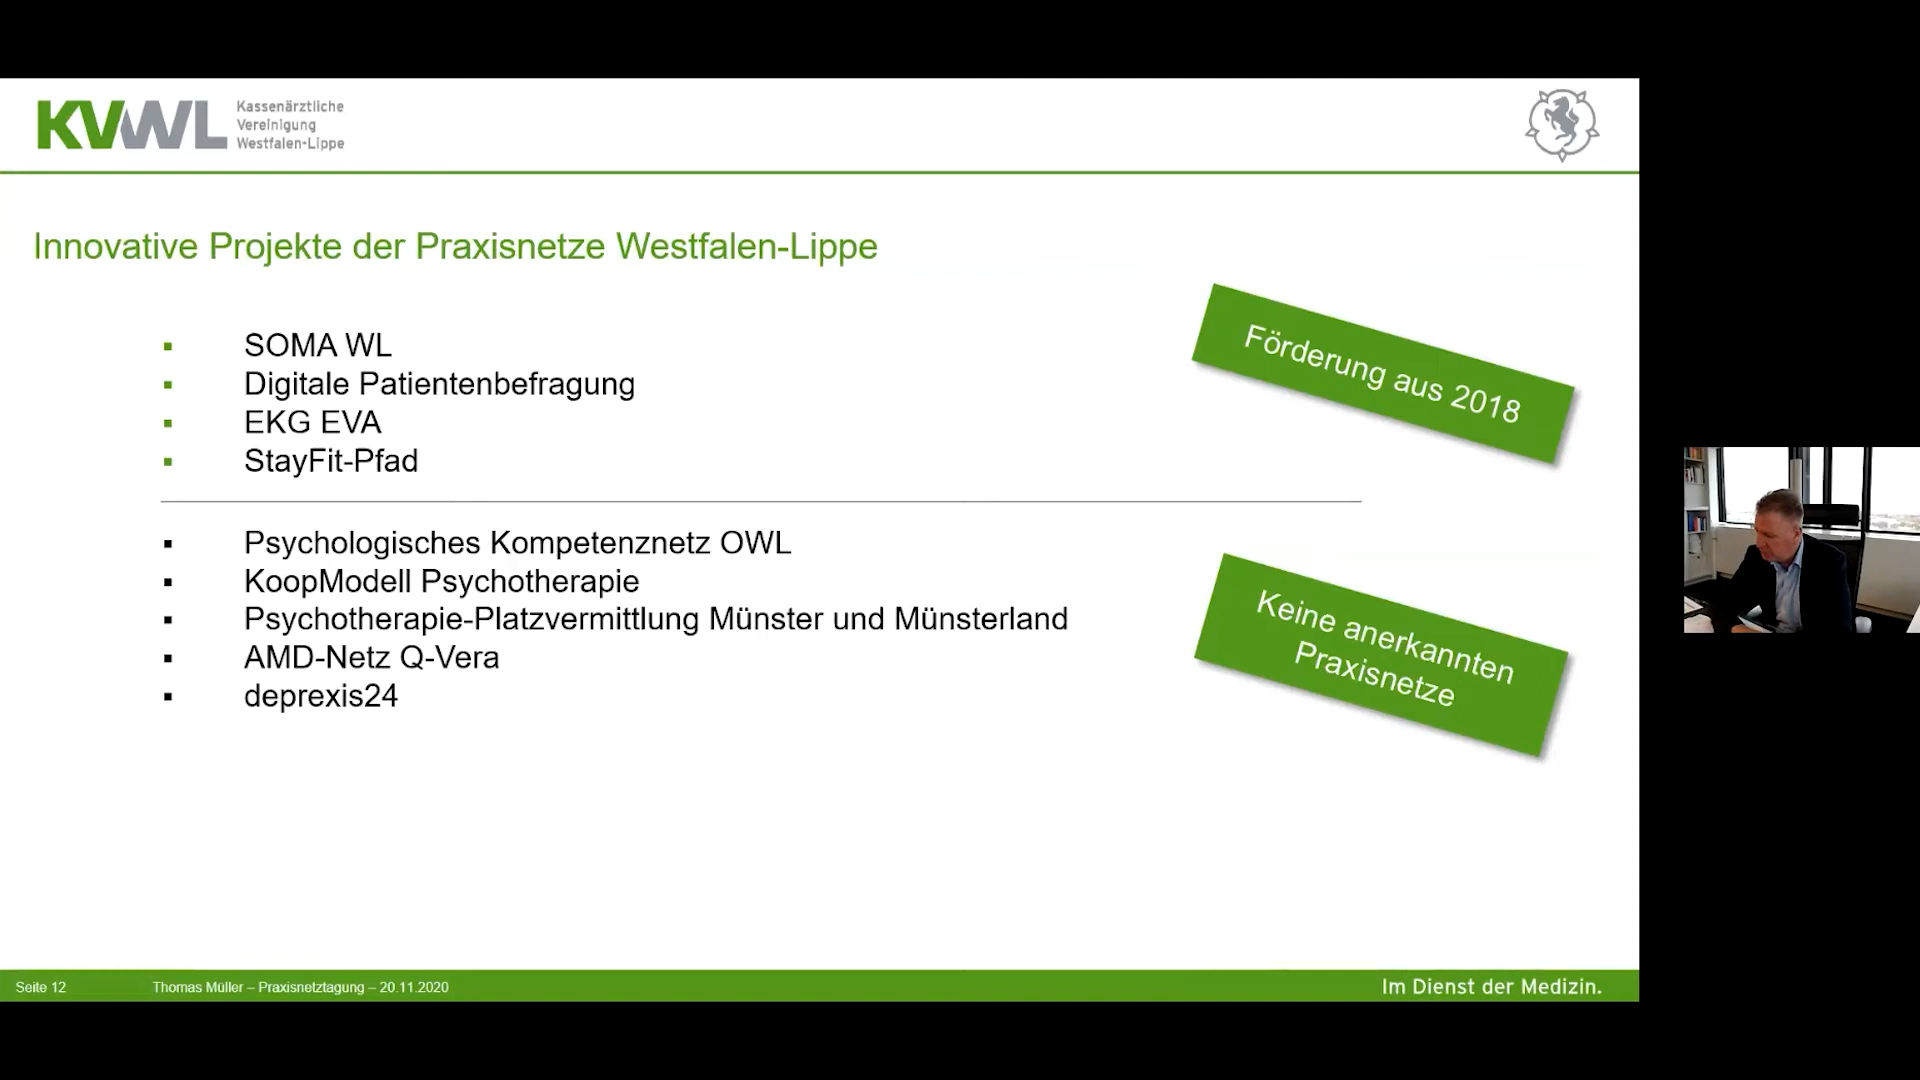 KVWL
Kassenärztliche
Vereinigung
Westfalen-Lippe
Innovative Projekte der Praxisnetze Westfalen-Lippe
SOMA WL
Digitale Patientenbefragung
EKG EVA
StayFit-Pfad
Förderung aus 2018
Psychologisches Kompetenznetz OWL
KoopModell Psychotherapie
Psychotherapie-Platzvermittlung Münster und Münsterland
AMD-Netz Q-Vera
deprexis24
Keine anerkannten
Praxisnetze
Seite 12
Thomas Müller – Praxisnetztagung – 20.11.2020
Im Dienst der Medizin.